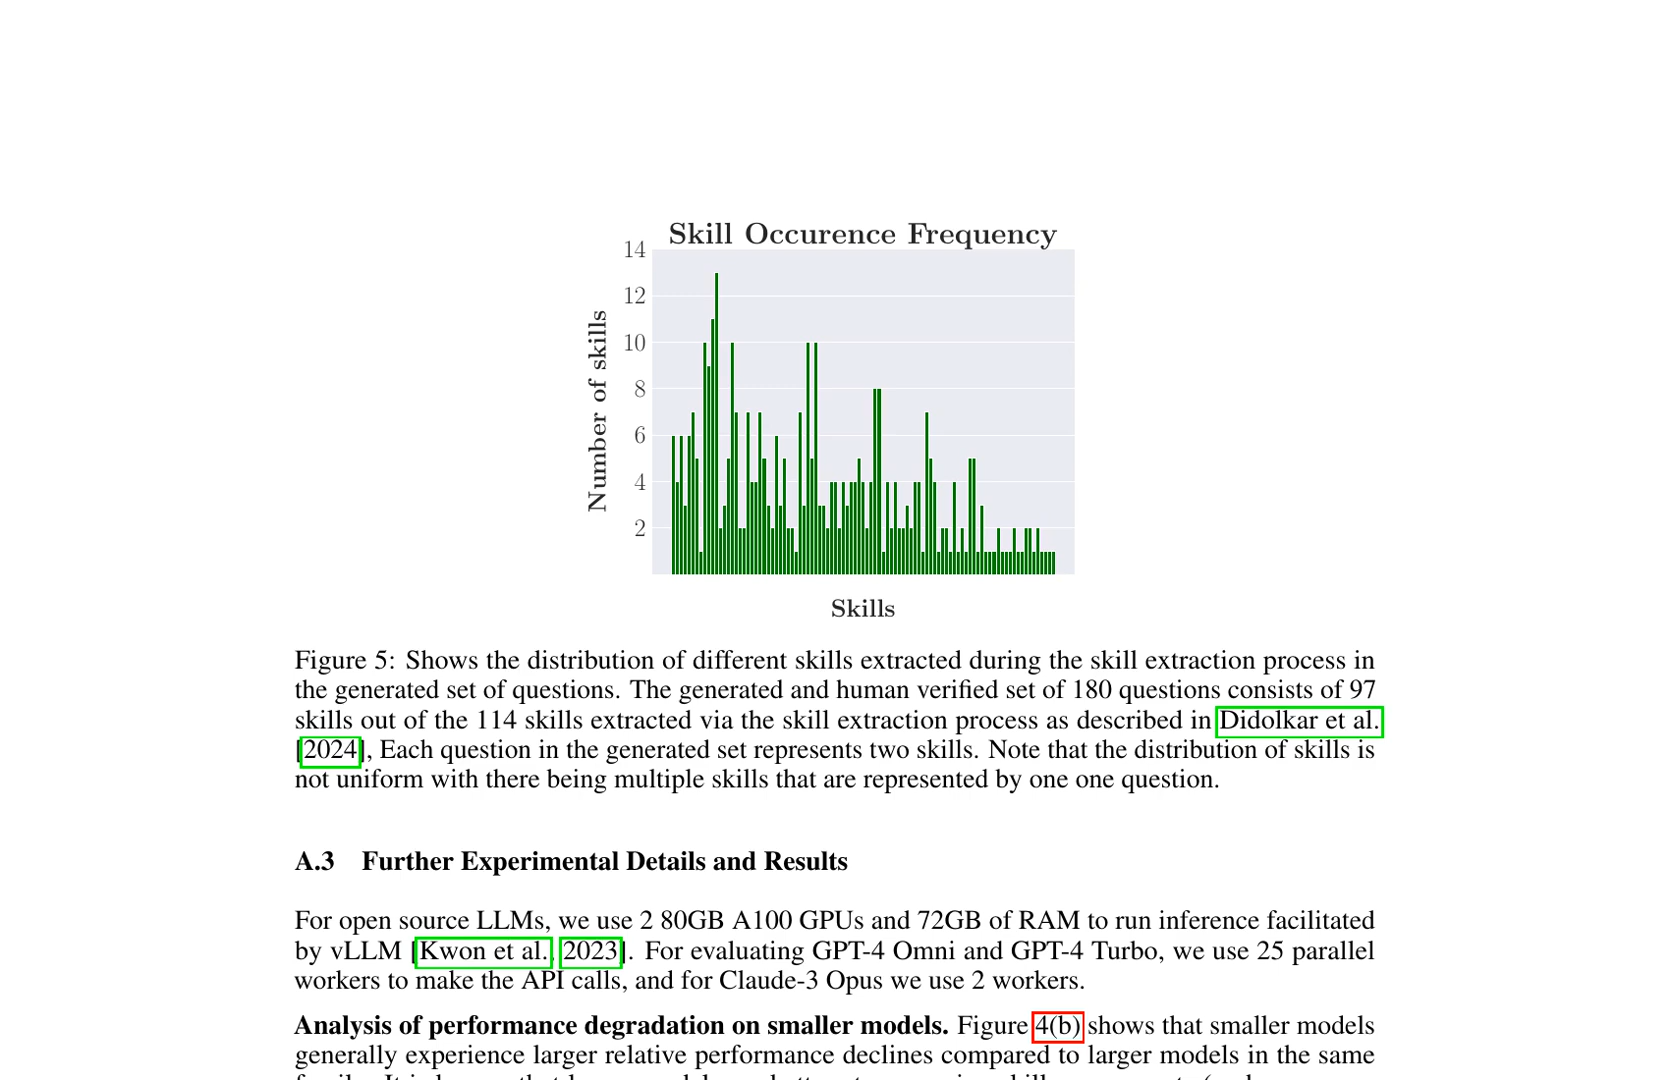 Skill Occurence Frequency
14
12
10
8
6
4
2
Number of skills
Skills
Figure 5: Shows the distribution of different skills extracted during the skill extraction process in
the generated set of questions. The generated and human verified set of 180 questions consists of 97
skills out of the 114 skills extracted via the skill extraction process as described in Didolkar et al.
[2024], Each question in the generated set represents two skills. Note that the distribution of skills is
not uniform with there being multiple skills that are represented by one one question.
A.3 Further Experimental Details and Results
For open source LLMs, we use 2 80GB A100 GPUs and 72GB of RAM to run inference facilitated
by vLLM [Kwon et al., 2023]. For evaluating GPT-4 Omni and GPT-4 Turbo, we use 25 parallel
workers to make the API calls, and for Claude-3 Opus we use 2 workers.
Analysis of performance degradation on smaller models. Figure 4(b) shows that smaller models
generally experience larger relative performance declines compared to larger models in the same